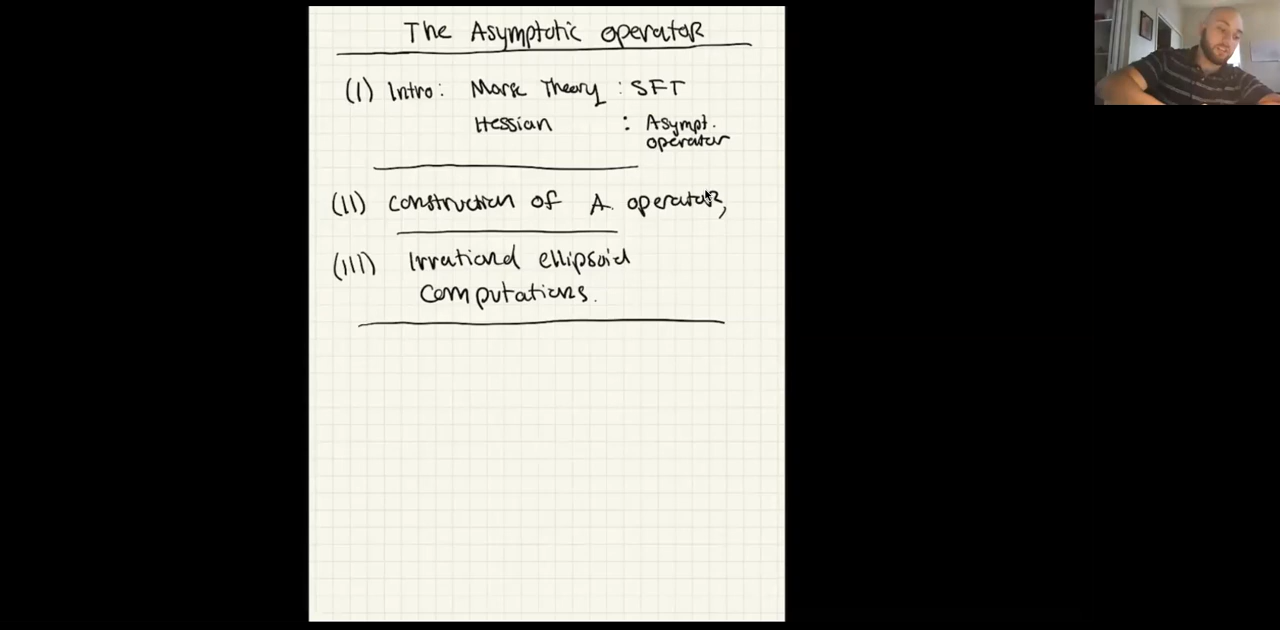 The Asymptotic operator
(I) Intro: Morse Theory : SFT
Hessian : Asympt.
operator
(II) construction of A. operator,
(III) Irrational ellipsoid
computations.